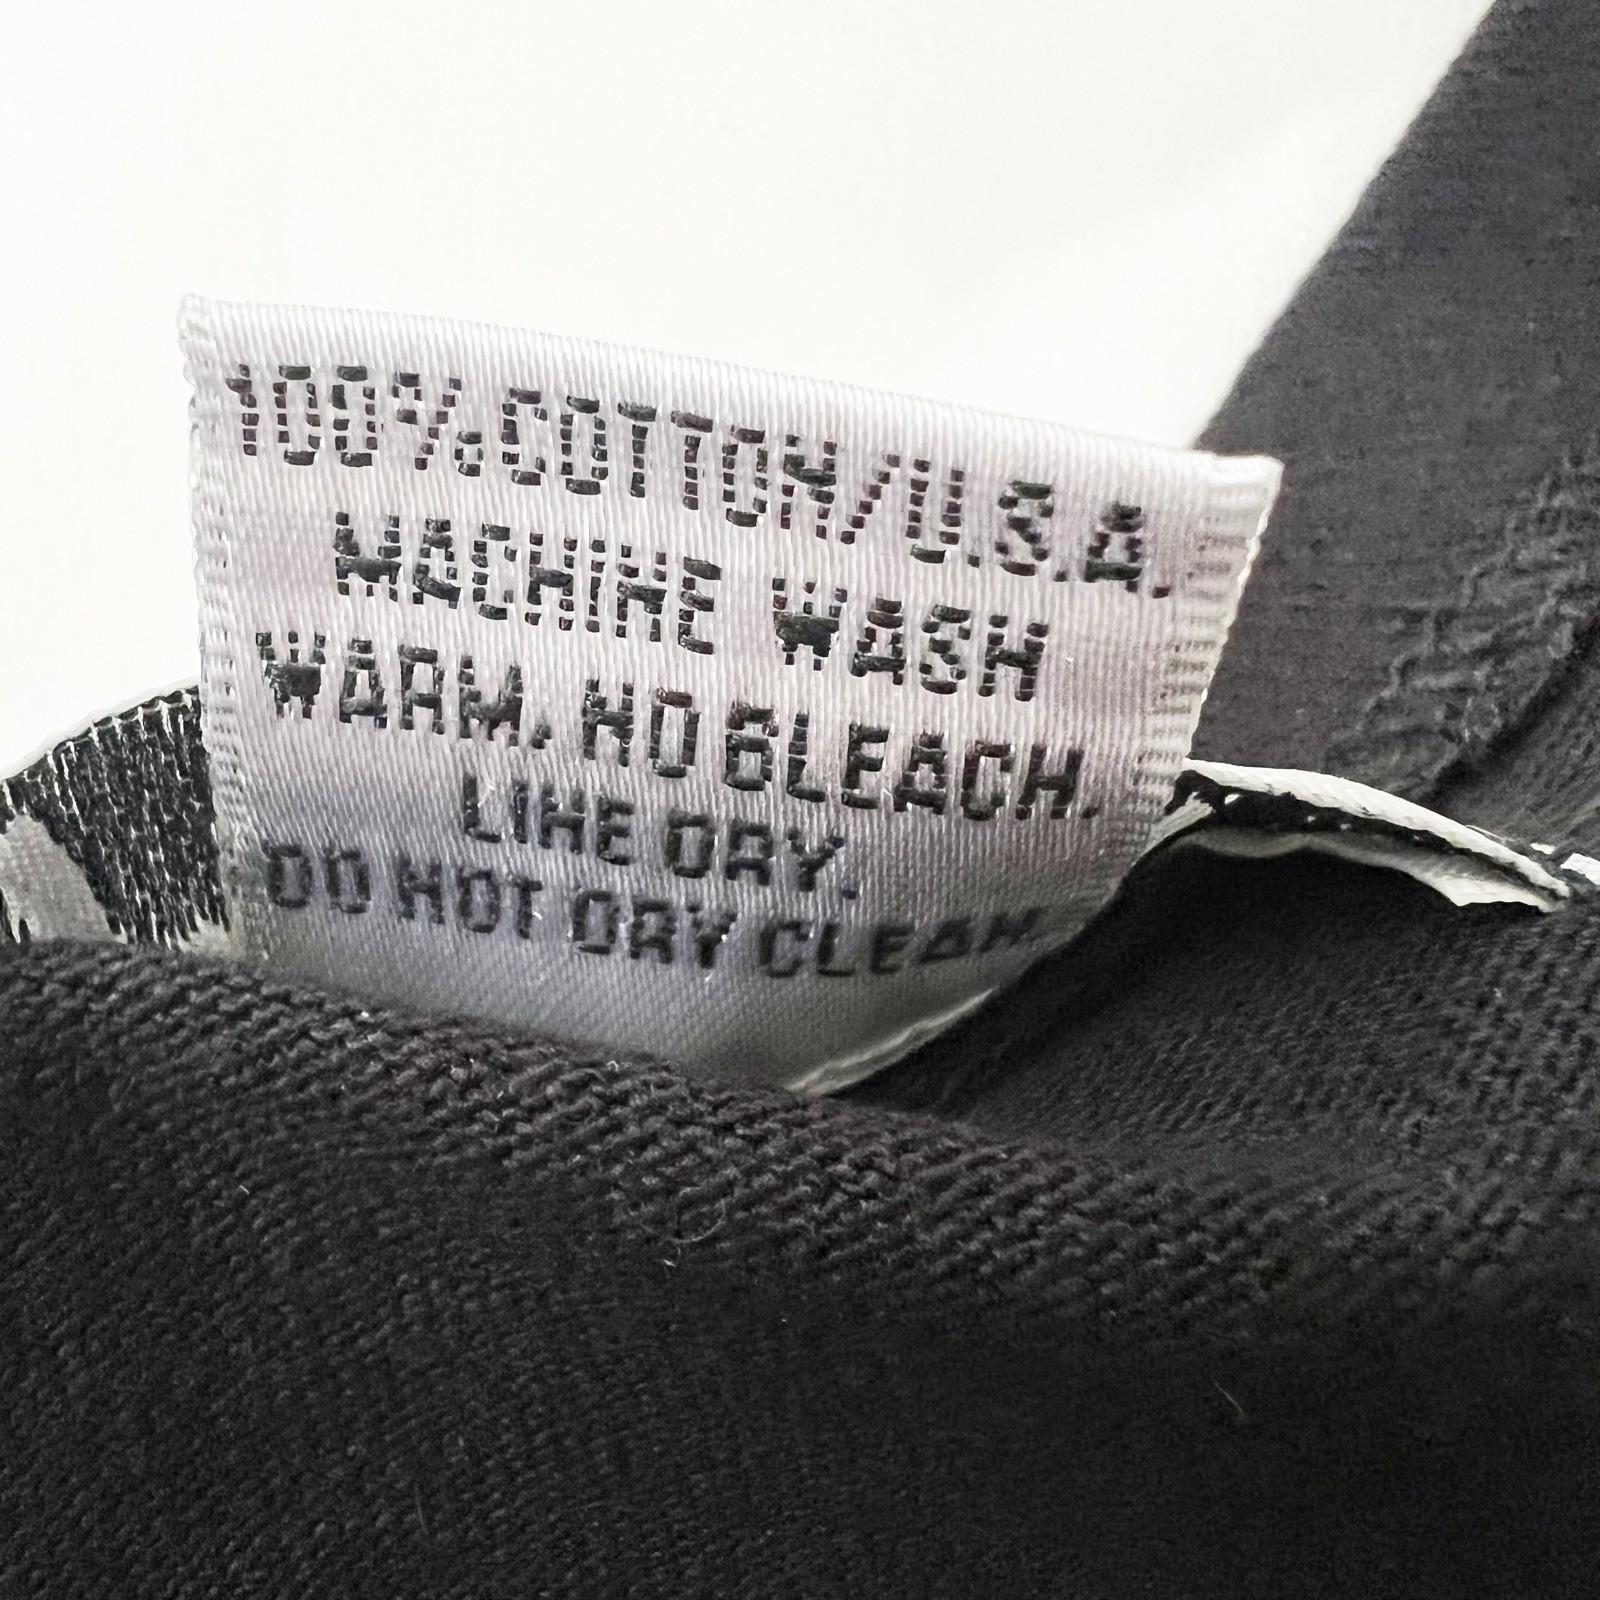 100% COTTON/U.S.A.
MACHINE WASH
WARM. NO BLEACH.
LINE DRY.
DO NOT DRY CLEAN.